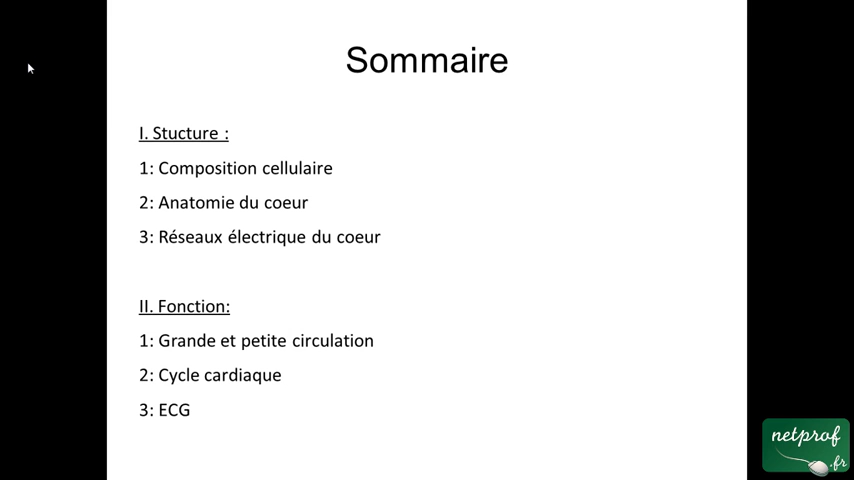 Sommaire
I. Stucture :
1: Composition cellulaire
2: Anatomie du coeur
3: Réseaux électrique du coeur
II. Fonction:
1: Grande et petite circulation
2: Cycle cardiaque
3: ECG
netprof
.fr